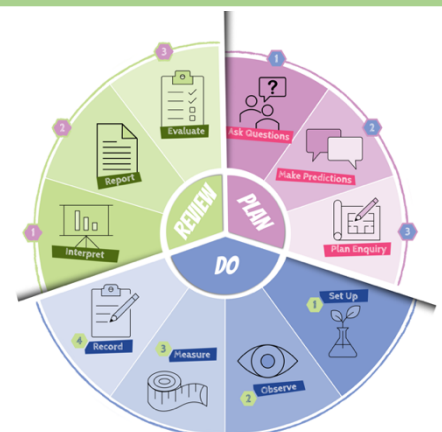 PLAN
1
?
Ask Questions
2
Make Predictions
3
Plan Enquiry
DO
1
Set Up
2
Observe
3
Measure
4
Record
REVIEW
1
Interpret
2
Report
3
Evaluate